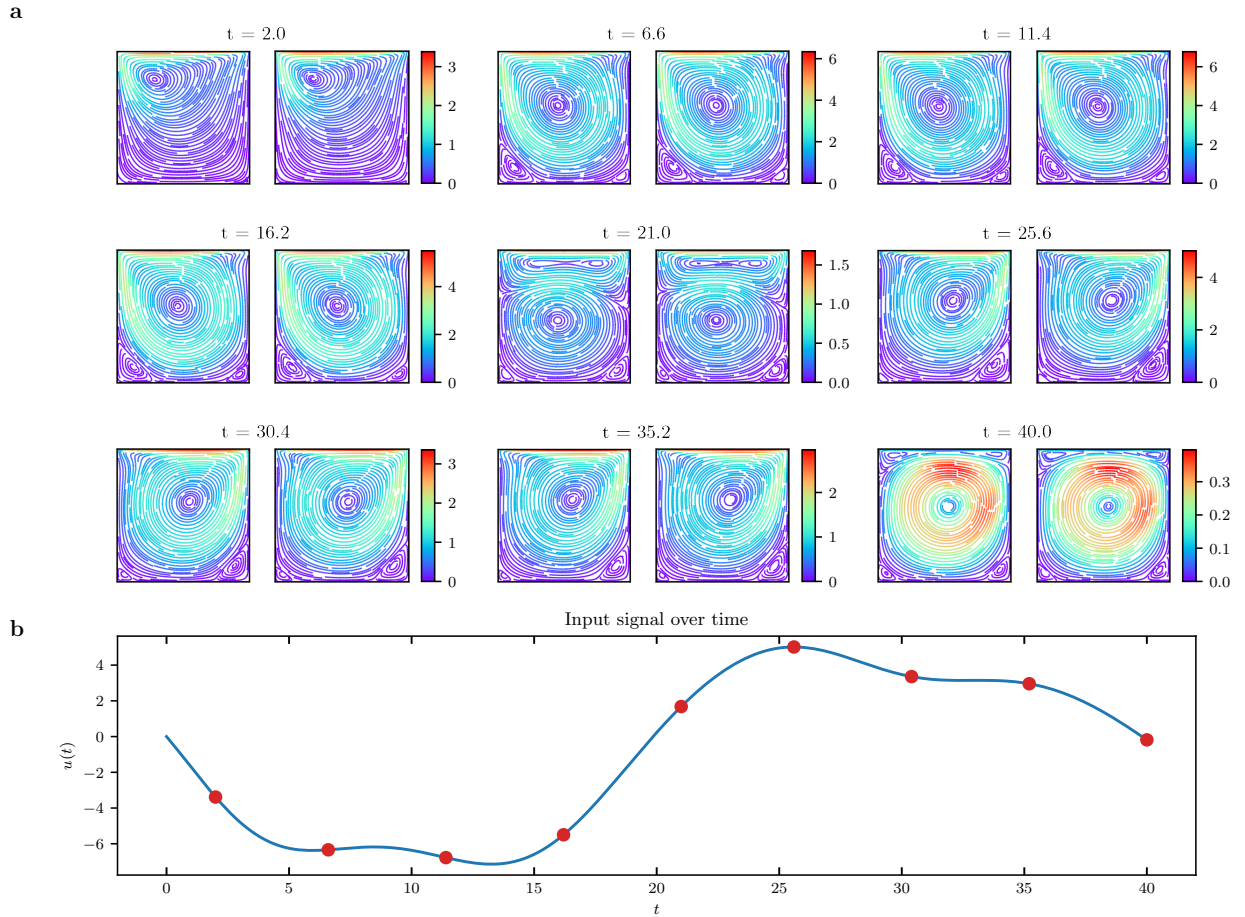 a
t = 2.0
t = 6.6
t = 11.4
3
2
1
0
6
4
2
0
6
4
2
0
t = 16.2
t = 21.0
t = 25.6
4
2
0
1.5
1.0
0.5
0.0
4
2
0
t = 30.4
t = 35.2
t = 40.0
3
2
1
0
2
1
0
0.3
0.2
0.1
0.0
b
Input signal over time
4
2
0
−2
−4
−6
u(t)
0 5 10 15 20 25 30 35 40
t